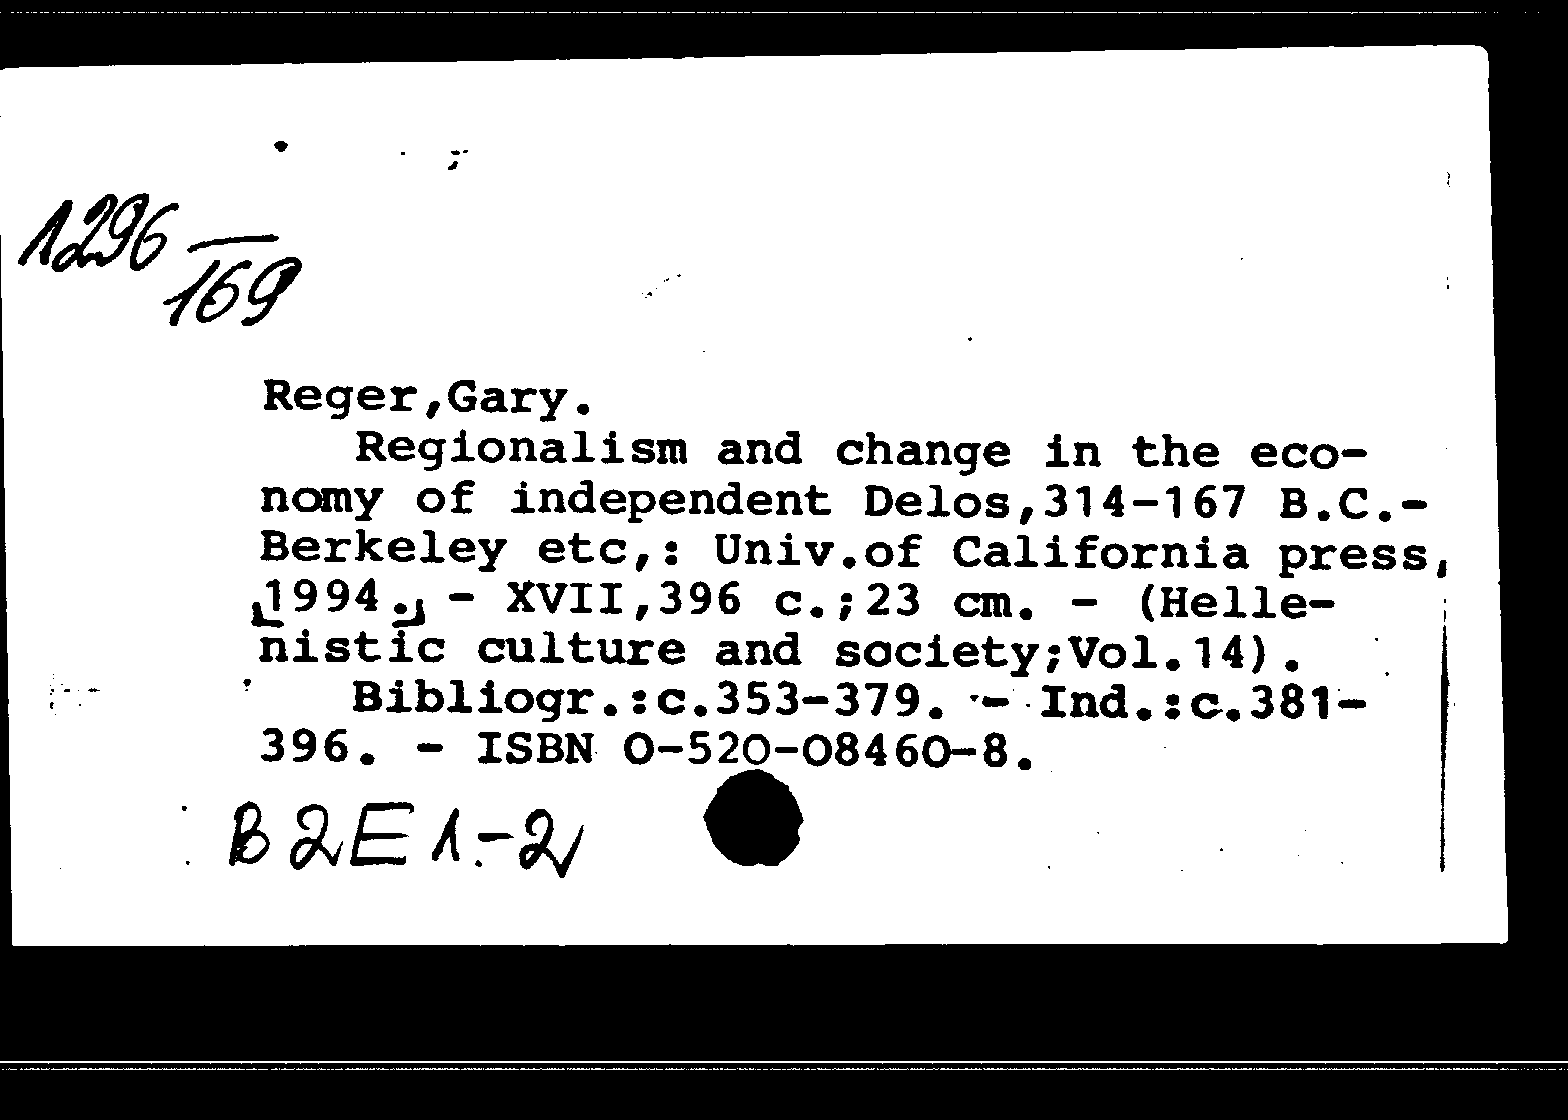 1296
169
Reger,Gary.
Regionalism and change in the eco-
nomy of independent Delos,314-167 B.C.-
Berkeley etc,: Univ.of California press,
[1994.] - XVII,396 c.;23 cm. - (Helle-
nistic culture and society;Vol.14).
Bibliogr.:c.353-379. - Ind.:c.381-
396. - ISBN 0-520-08460-8.
B2E1.-2